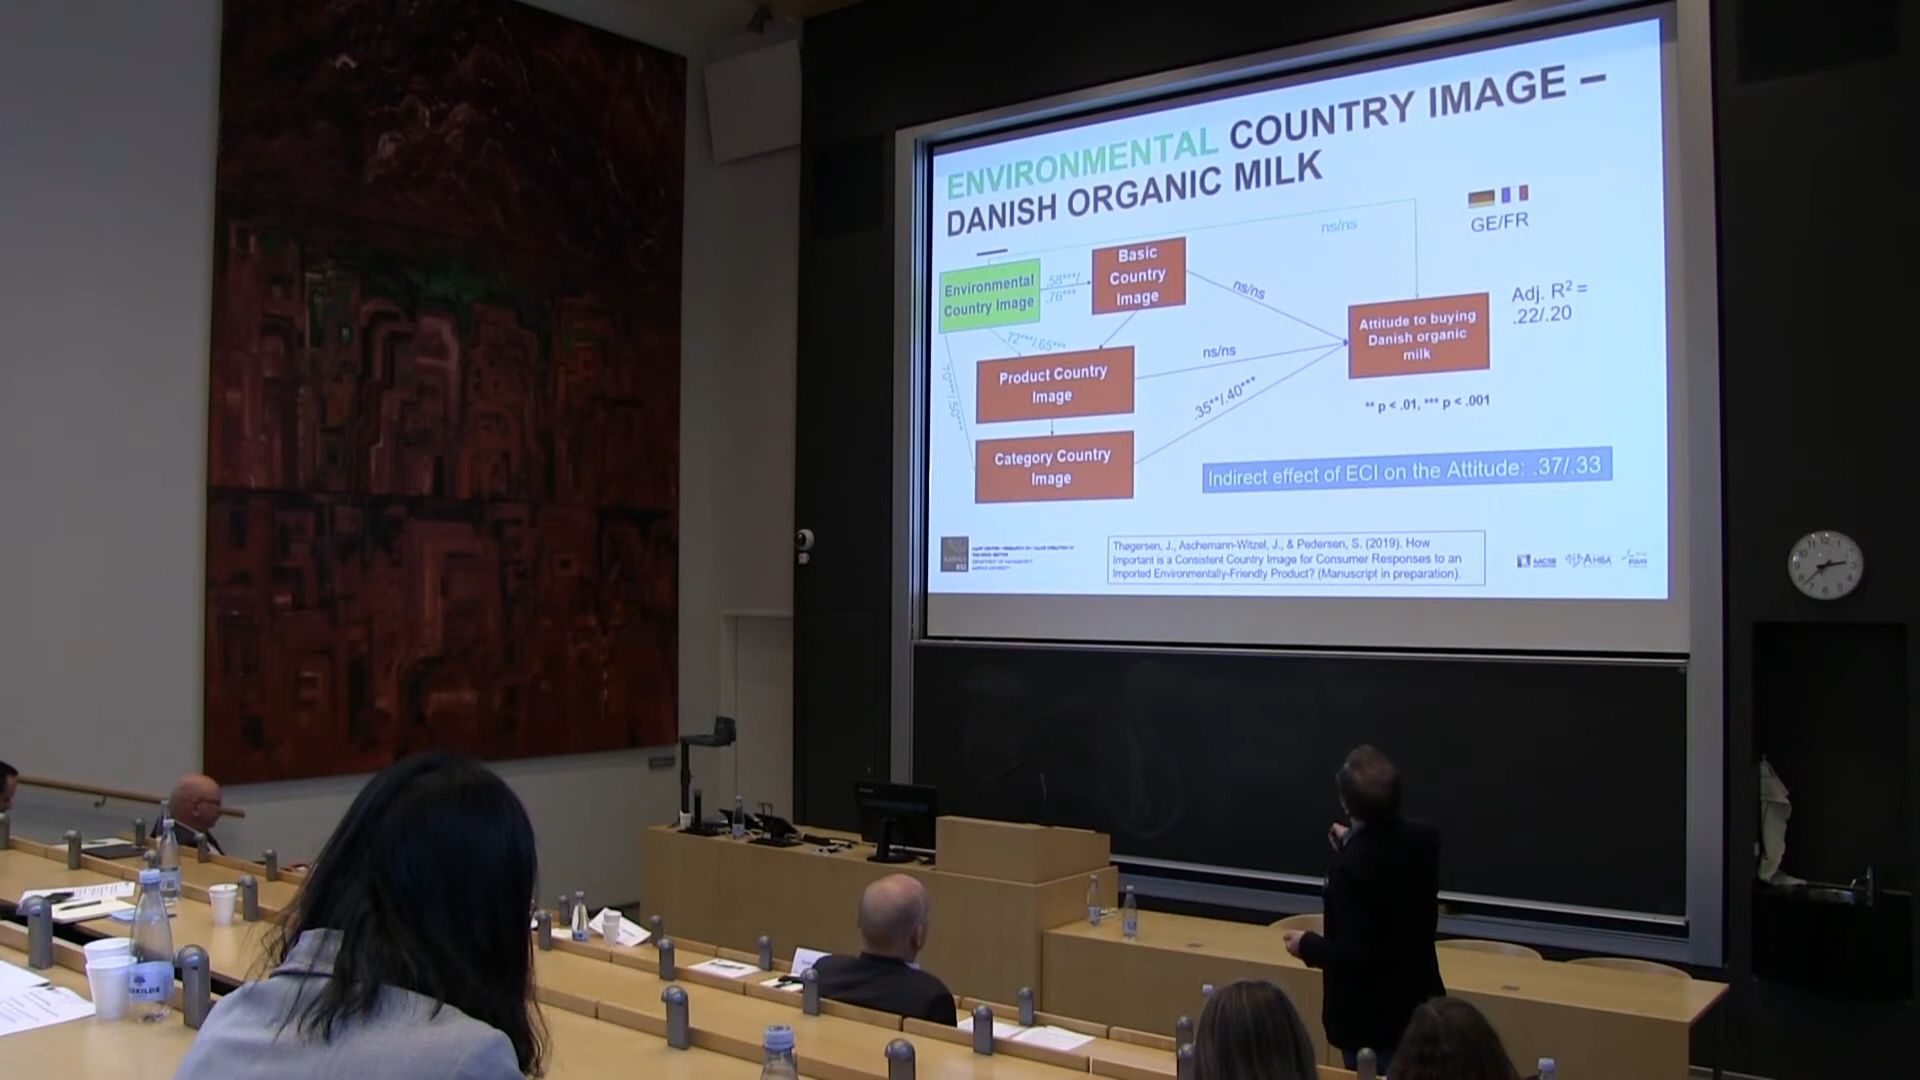 ENVIRONMENTAL COUNTRY IMAGE –
DANISH ORGANIC MILK
GE/FR
ns/ns
Environmental
Country Image
.58***/
.76***
Basic
Country
Image
ns/ns
Adj. R² =
.22/.20
Attitude to buying
Danish organic
milk
.72***/.65***
ns/ns
Product Country
Image
.70***/.50***
.35**/.40***
** p < .01, *** p < .001
Category Country
Image
Indirect effect of ECI on the Attitude: .37/.33
Thøgersen, J., Aschemann-Witzel, J., & Pedersen, S. (2019). How
Important is a Consistent Country Image for Consumer Responses to an
Imported Environmentally-Friendly Product? (Manuscript in preparation).
AACSB
AMBA